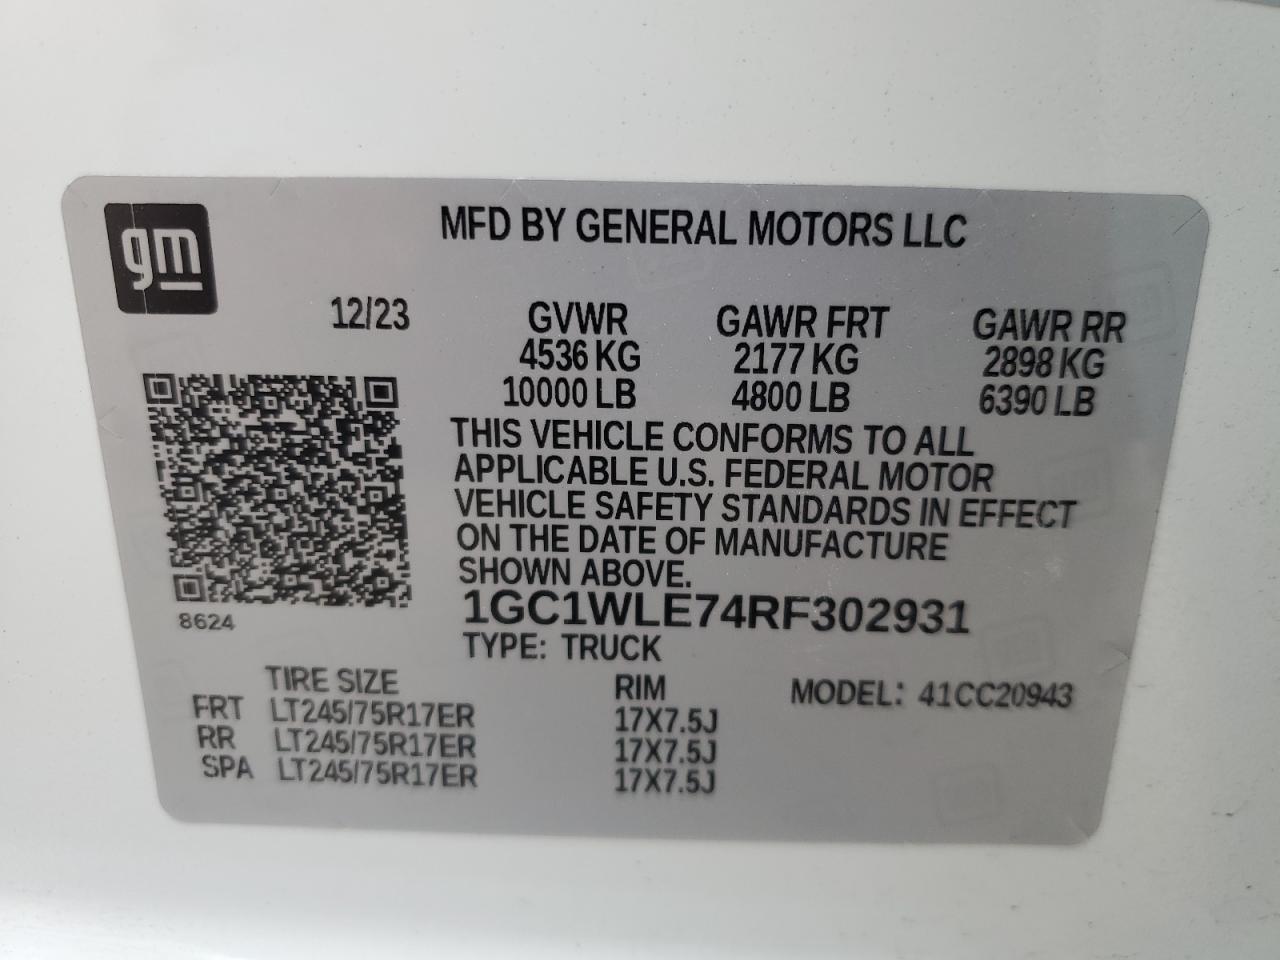 gm
MFD BY GENERAL MOTORS LLC
12/23
GVWR GAWR FRT GAWR RR
4536 KG 2177 KG 2898 KG
10000 LB 4800 LB 6390 LB
THIS VEHICLE CONFORMS TO ALL
APPLICABLE U.S. FEDERAL MOTOR
VEHICLE SAFETY STANDARDS IN EFFECT
ON THE DATE OF MANUFACTURE
SHOWN ABOVE.
8624
1GC1WLE74RF302931
TYPE: TRUCK
TIRE SIZE RIM MODEL: 41CC20943
FRT LT245/75R17ER 17X7.5J
RR LT245/75R17ER 17X7.5J
SPA LT245/75R17ER 17X7.5J